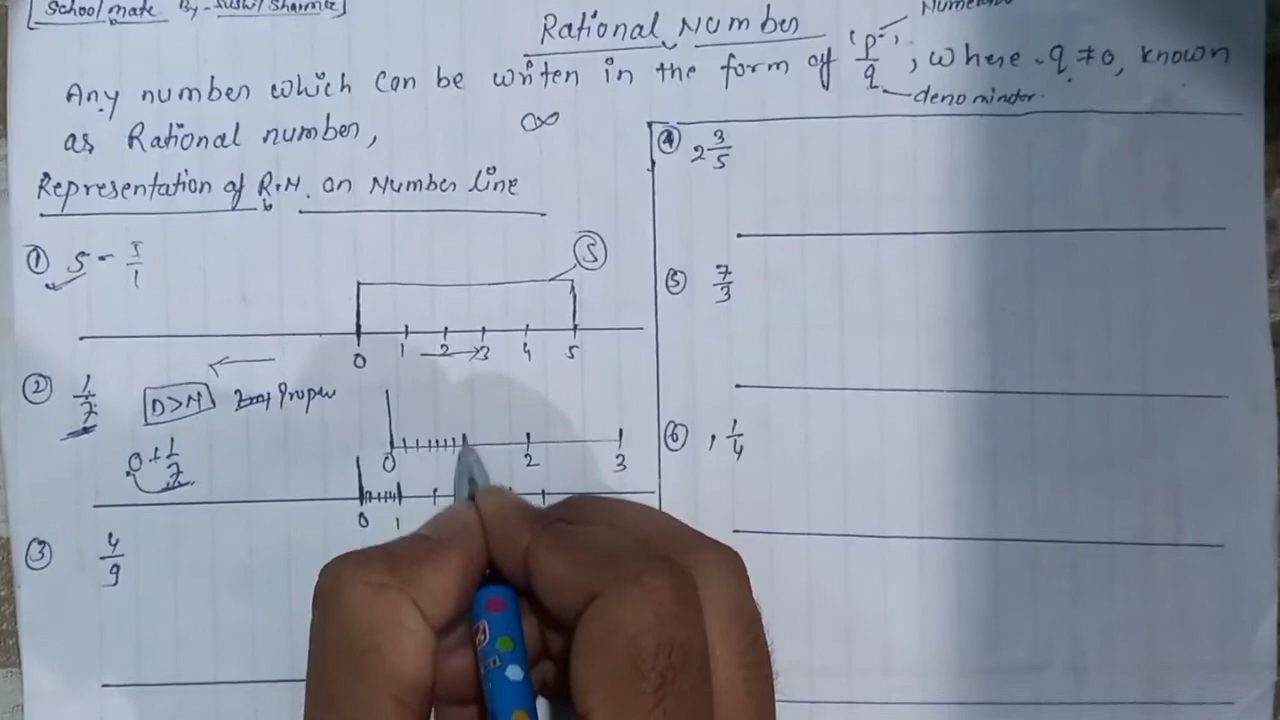 School mate By - Sushil Sharma
Rational Number
Any number which can be writen in the form of 'p/q', where q ≠ 0, known
denominator.
as Rational number, ∞
Representation of R.N. on Number line
① 5 - 5/1
5
0 1 2 3 4 5
② 1/7 D>N Proper
0 + 1/7
0 2 3
0 1
③ 4/9
④ 2 3/5
⑤ 7/3
⑥ , 1/4